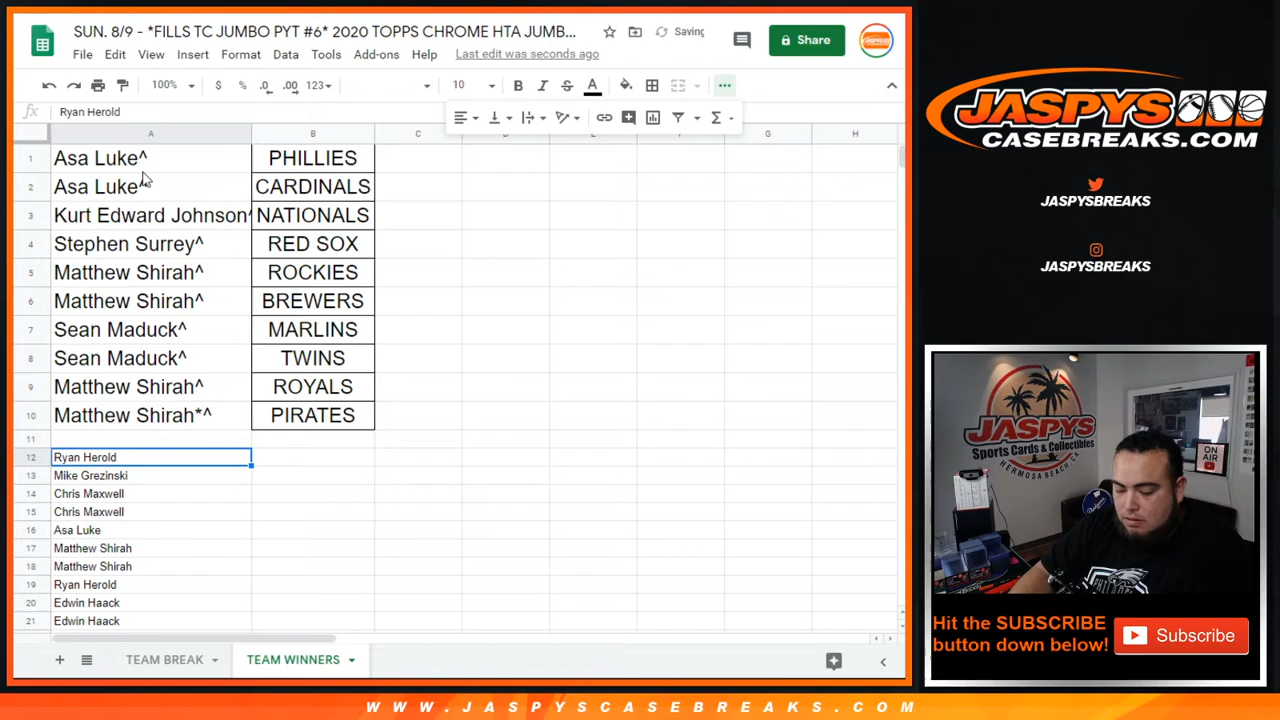 SUN. 8/9 - *FILLS TC JUMBO PYT #6* 2020 TOPPS CHROME HTA JUMB...
Saving
Share
File Edit View Insert Format Data Tools Add-ons Help Last edit was seconds ago
100% $ % .0 .00 123 10 B I S A
fx Ryan Herold
A B C D E F G H
1 Asa Luke^ PHILLIES
2 Asa Luke^ CARDINALS
3 Kurt Edward Johnson^ NATIONALS
4 Stephen Surrey^ RED SOX
5 Matthew Shirah^ ROCKIES
6 Matthew Shirah^ BREWERS
7 Sean Maduck^ MARLINS
8 Sean Maduck^ TWINS
9 Matthew Shirah^ ROYALS
10 Matthew Shirah*^ PIRATES
11
12 Ryan Herold
13 Mike Grezinski
14 Chris Maxwell
15 Chris Maxwell
16 Asa Luke
17 Matthew Shirah
18 Matthew Shirah
19 Ryan Herold
20 Edwin Haack
21 Edwin Haack
TEAM BREAK TEAM WINNERS
JASPYS
CASEBREAKS.COM
JASPYSBREAKS
JASPYSBREAKS
JASPYS
Sports Cards & Collectibles
HERMOSA BEACH, CA
ON AIR
Hit the SUBSCRIBE
button down below!
Subscribe
WWW.JASPYSCASEBREAKS.COM